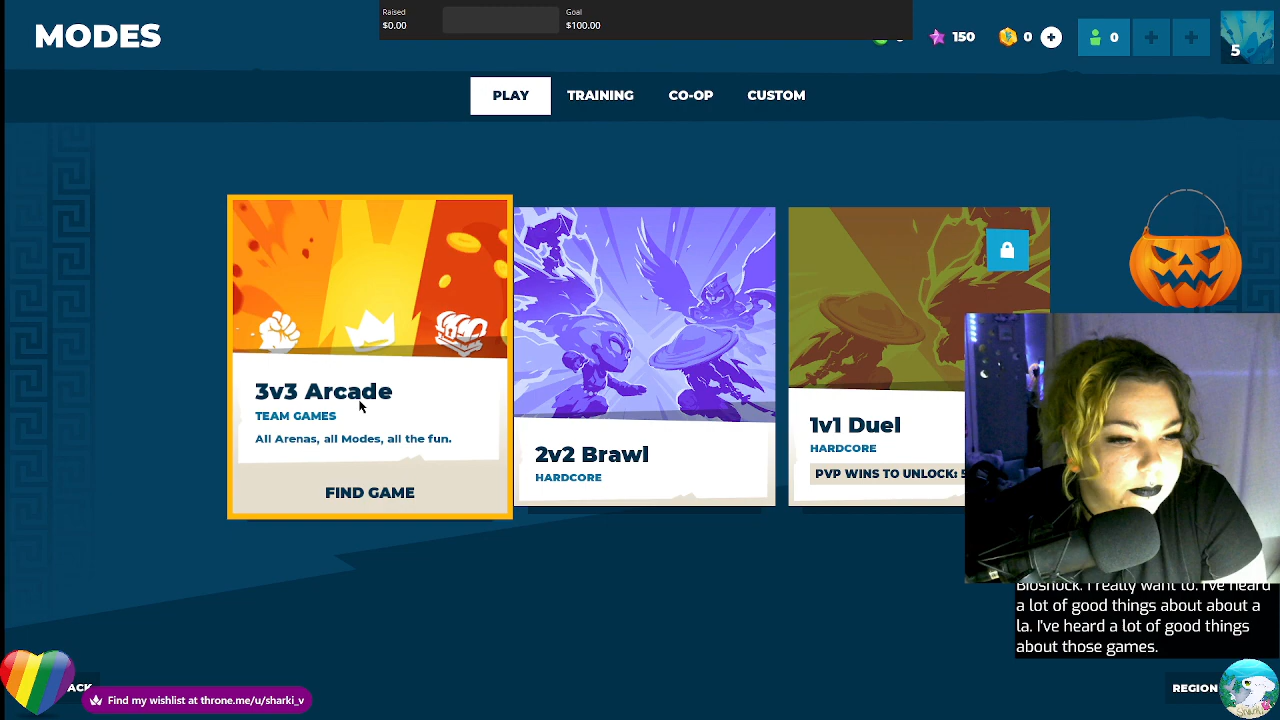 MODES
Raised
$0.00
Goal
$100.00
150
0
0
5
PLAY
TRAINING
CO-OP
CUSTOM
3v3 Arcade
TEAM GAMES
All Arenas, all Modes, all the fun.
FIND GAME
2v2 Brawl
HARDCORE
1v1 Duel
HARDCORE
PVP WINS TO UNLOCK: 5
Bioshock. I really want to. I've heard
a lot of good things about about a
la. I've heard a lot of good things
about those games.
ACK
Find my wishlist at throne.me/u/sharki_v
REGION